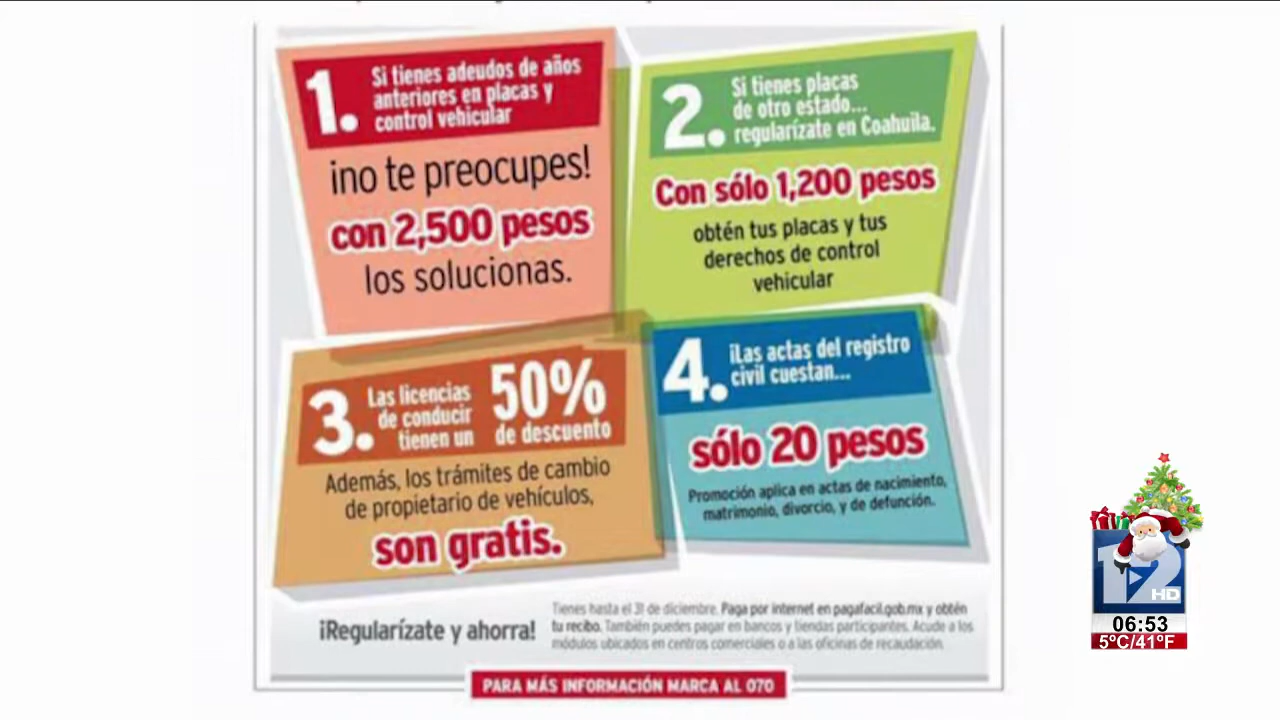 1. Si tienes adeudos de años
anteriores en placas y
control vehicular
¡no te preocupes!
con 2,500 pesos
los solucionas.
2. Si tienes placas
de otro estado...
regularízate en Coahuila.
Con sólo 1,200 pesos
obtén tus placas y tus
derechos de control
vehicular
3. Las licencias
de conducir
tienen un
50%
de descuento
Además, los trámites de cambio
de propietario de vehículos,
son gratis.
4. ¡Las actas del registro
civil cuestan...
sólo 20 pesos
Promoción aplica en actas de nacimiento,
matrimonio, divorcio, y de defunción.
¡Regularízate y ahorra!
Tienes hasta el 31 de diciembre. Paga por internet en pagafacil.gob.mx y obtén
tu recibo. También puedes pagar en bancos y tiendas participantes. Acude a los
módulos ubicados en centros comerciales o a las oficinas de recaudación.
PARA MÁS INFORMACIÓN MARCA AL 070
12
HD
06:53
5°C/41°F